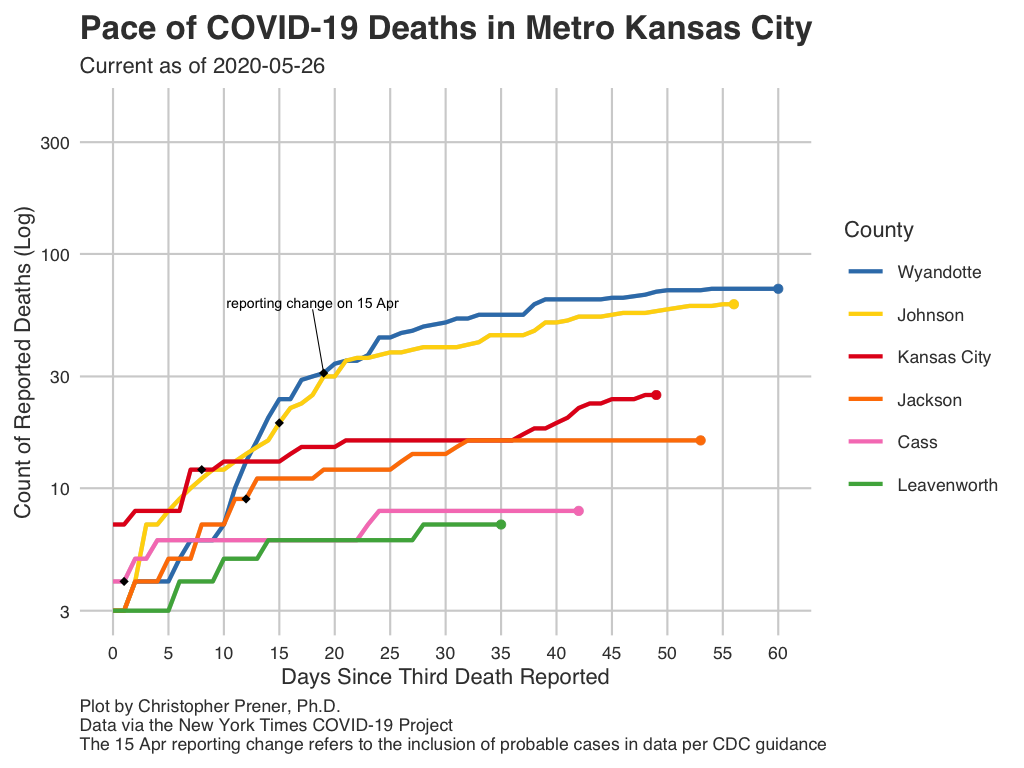 Pace of COVID-19 Deaths in Metro Kansas City
Current as of 2020-05-26
Count of Reported Deaths (Log)
300
100
30
10
3
reporting change on 15 Apr
0 5 10 15 20 25 30 35 40 45 50 55 60
Days Since Third Death Reported
County
Wyandotte
Johnson
Kansas City
Jackson
Cass
Leavenworth
Plot by Christopher Prener, Ph.D.
Data via the New York Times COVID-19 Project
The 15 Apr reporting change refers to the inclusion of probable cases in data per CDC guidance